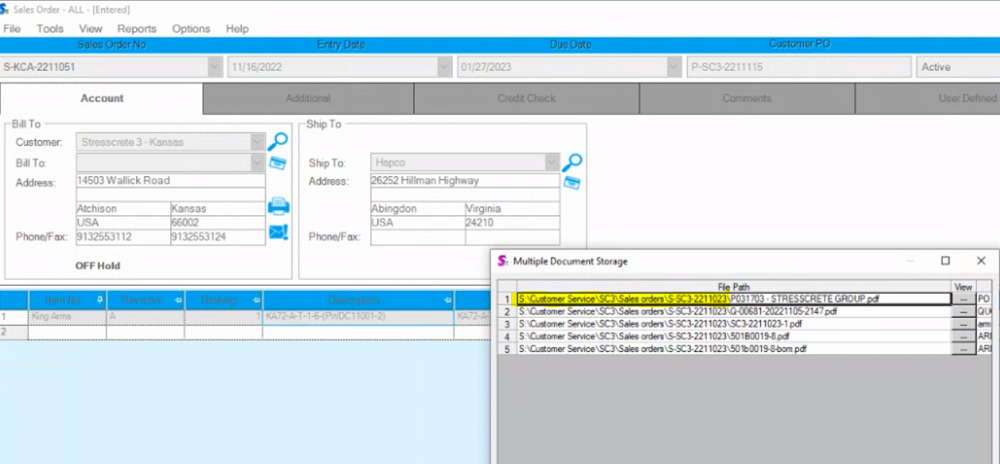 Sales Order - ALL - [Entered]
File Tools View Reports Options Help
Sales Order No Entry Date Due Date Customer PO
S-KCA-2211051 11/16/2022 01/27/2023 P-SC3-2211115 Active
Account Additional Credit Check Comments User Defined
Bill To Ship To
Customer: Stresscrete 3 - Kansas
Bill To: Ship To: Hapco
Address: 14503 Wallick Road Address: 26252 Hillman Highway
Atchison Kansas Abingdon Virginia
USA 66002 USA 24210
Phone/Fax: 9132553112 9132553124 Phone/Fax:
OFF Hold
Multiple Document Storage
Item No Revision Routing Description
1 King Arms A 1 KA72-A-T-1-6-(PWDC11001-2) KA72-A-
2
File Path View
1 S:\Customer Service\SC3\Sales orders\S-SC3-2211023\P031703 - STRESSCRETE GROUP.pdf ... PO
2 S:\Customer Service\SC3\Sales orders\S-SC3-2211023\Q-00681-20221105-2147.pdf ...
3 S:\Customer Service\SC3\Sales orders\S-SC3-2211023\SC3-2211023-1.pdf ... arm
4 S:\Customer Service\SC3\Sales orders\S-SC3-2211023\501B0019-8.pdf ...
5 S:\Customer Service\SC3\Sales orders\S-SC3-2211023\501b0019-8-bom.pdf ...